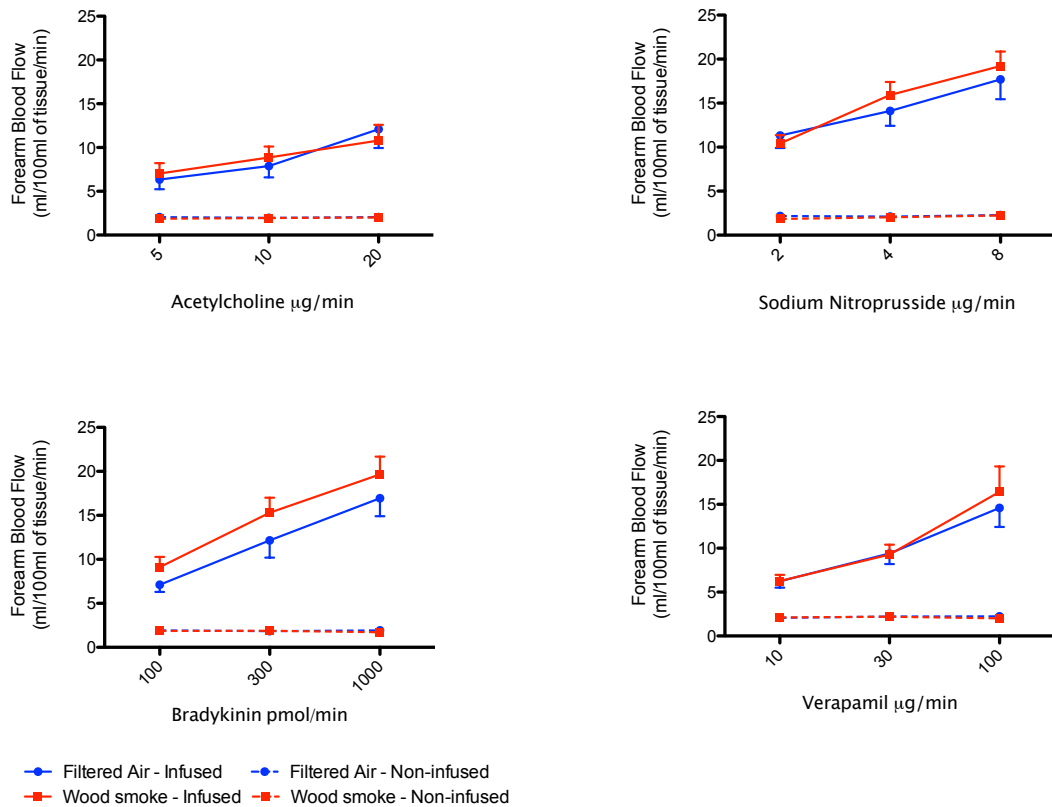 Forearm Blood Flow
(ml/100ml of tissue/min)
25
20
15
10
5
0
5
10
20
Acetylcholine μg/min
Forearm Blood Flow
(ml/100ml of tissue/min)
25
20
15
10
5
0
2
4
8
Sodium Nitroprusside μg/min
Forearm Blood Flow
(ml/100ml of tissue/min)
25
20
15
10
5
0
100
300
1000
Bradykinin pmol/min
Forearm Blood Flow
(ml/100ml of tissue/min)
25
20
15
10
5
0
10
30
100
Verapamil μg/min
Filtered Air - Infused
Filtered Air - Non-infused
Wood smoke - Infused
Wood smoke - Non-infused